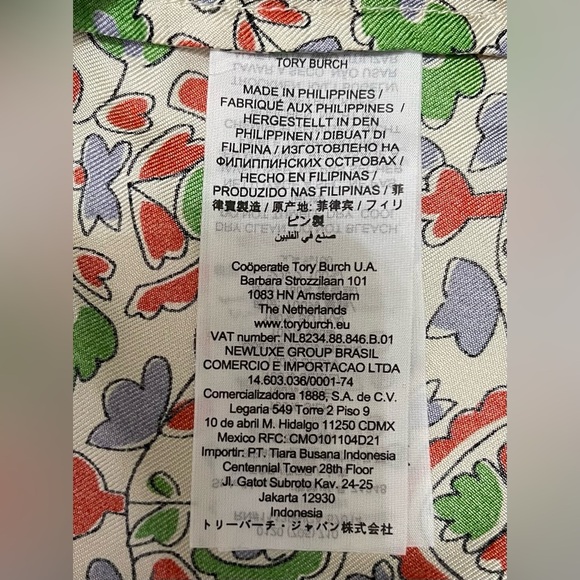 TORY BURCH
MADE IN PHILIPPINES /
FABRIQUÉ AUX PHILIPPINES /
HERGESTELLT IN DEN
PHILIPPINEN / DIBUAT DI
FILIPINA / ИЗГОТОВЛЕНО НА
ФИЛИППИНСКИХ ОСТРОВАХ /
HECHO EN FILIPINAS /
PRODUZIDO NAS FILIPINAS / 菲
律賓製造 / 原产地: 菲律宾 / フィリ
ピン製
صنع في الفلبين
Coöperatie Tory Burch U.A.
Barbara Strozzilaan 101
1083 HN Amsterdam
The Netherlands
www.toryburch.eu
VAT number: NL8234.88.846.B.01
NEWLUXE GROUP BRASIL
COMERCIO E IMPORTACAO LTDA
14.603.036/0001-74
Comercializadora 1888, S.A. de C.V.
Legaria 549 Torre 2 Piso 9
10 de abril M. Hidalgo 11250 CDMX
Mexico RFC: CMO101104D21
Importir: PT. Tiara Busana Indonesia
Centennial Tower 28th Floor
Jl. Gatot Subroto Kav. 24-25
Jakarta 12930
Indonesia
トリーバーチ・ジャパン株式会社